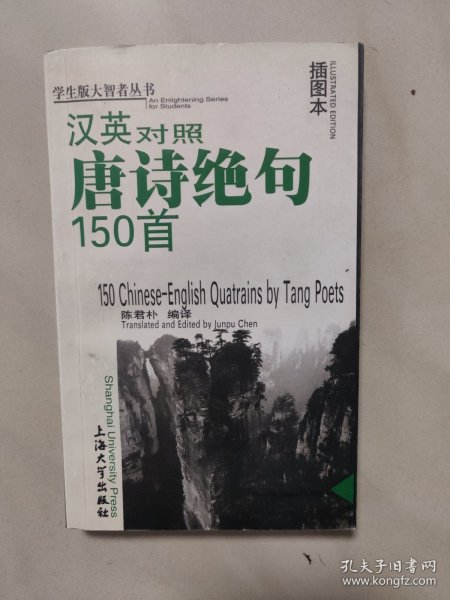 学生版大智者丛书
An Enlightening Series
for Students
插图本
ILLUSTRATED EDITION
汉英对照
唐诗绝句
150首
150 Chinese-English Quatrains by Tang Poets
陈君朴 编译
Translated and Edited by Junpu Chen
Shanghai University Press
上海大学出版社
孔夫子旧书网
www.kongfz.com